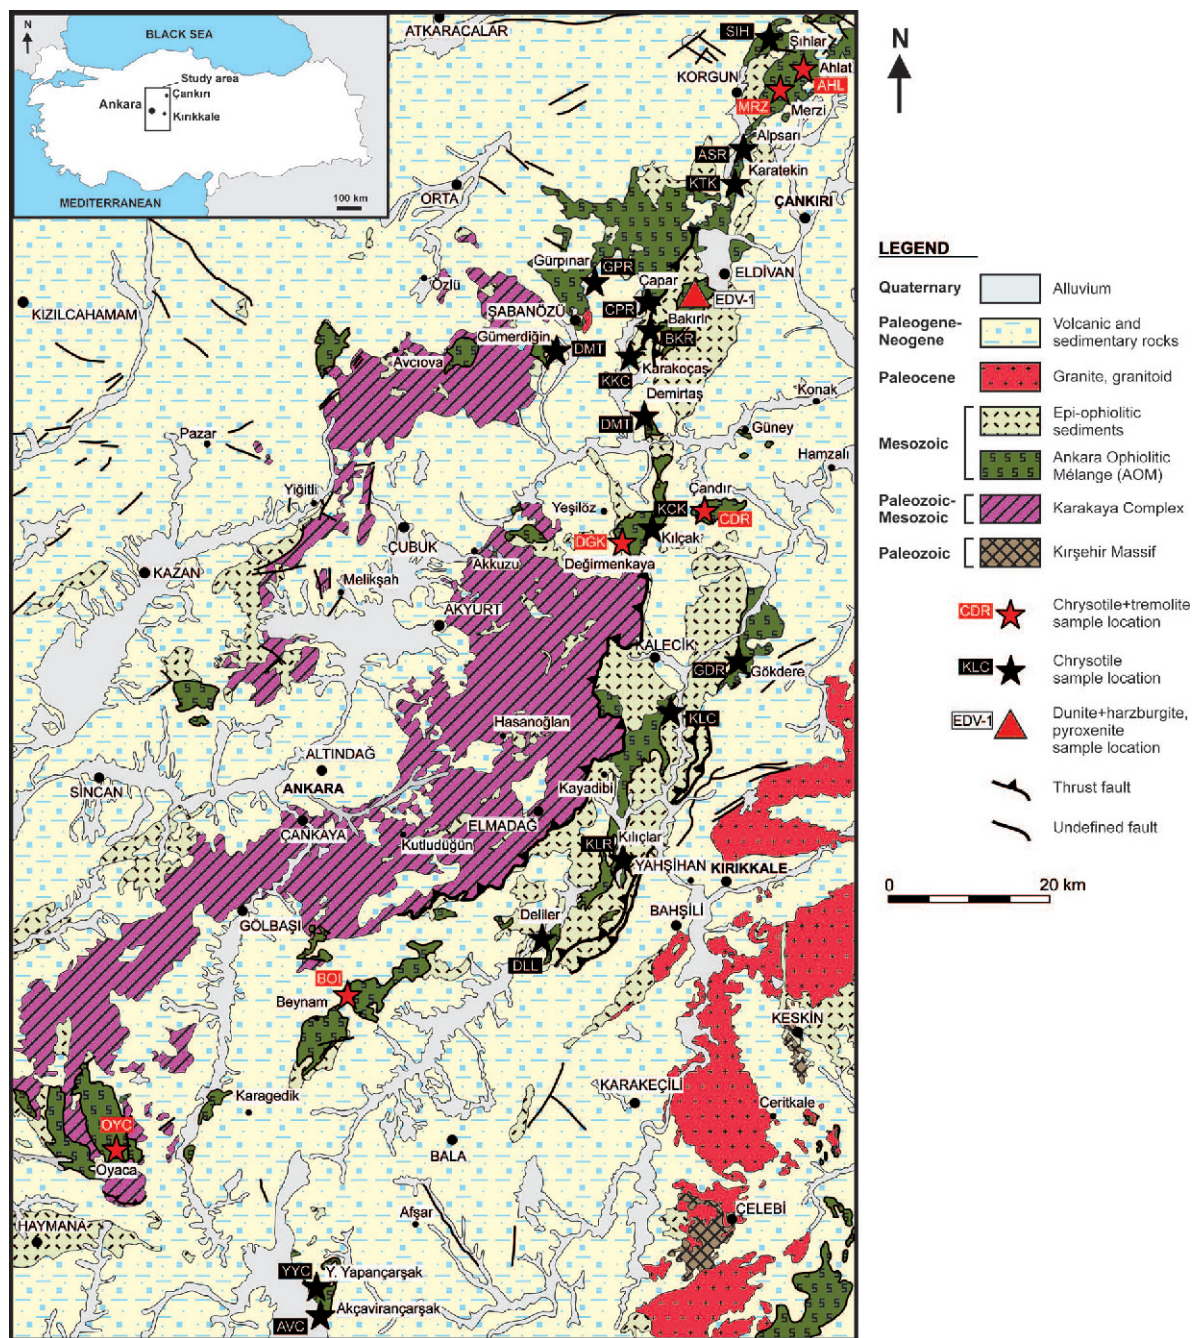 N
BLACK SEA
Study area
Çankırı
Ankara
Kırıkkale
MEDITERRANEAN
100 km
ATKARACALAR
SIH
Şıhlar
KORGUN
Ahlat
AHL
MRZ
Merzi
Alpsarı
ASR
KTK
Karatekin
ORTA
ÇANKIRI
Gürpınar
GPR
ELDİVAN
Özlü
Çapar
CPR
EDV-1
KIZILCAHAMAM
ŞABANÖZÜ
Bakırlı
BKR
Gümerdiğin
DMT
Avcıova
KKC
Karakoçaş
Konak
Demirtaş
DMT
Güney
Pazar
Hamzalı
Yiğitli
Çandır
Yeşilöz
KCK
CDR
ÇUBUK
DGK
Kılçak
Akkuzu
Değirmenkaya
KAZAN
Melikşah
AKYURT
KALECİK
GDR
Gökdere
Hasanoğlan
KLC
ALTINDAĞ
SİNCAN
ANKARA
Kayadibi
ÇANKAYA
ELMADAĞ
Kutludüğün
KLR
Kılıçlar
YAHŞİHAN
KIRIKKALE
GÖLBAŞI
Deliler
BAHŞİLİ
DLL
BOI
Beynam
KESKİN
KARAKEÇİLİ
Karagedik
Ceritkale
OYC
Oyaca
BALA
HAYMANA
Afşar
ÇELEBİ
YYC
Y. Yapançarşak
Akçavirançarşak
AVC
N
LEGEND
Quaternary
Alluvium
Paleogene-
Neogene
Volcanic and
sedimentary rocks
Paleocene
Granite, granitoid
Mesozoic
Epi-ophiolitic
sediments
Ankara Ophiolitic
Mélange (AOM)
Paleozoic-
Mesozoic
Karakaya Complex
Paleozoic
Kırşehir Massif
CDR
Chrysotile+tremolite
sample location
KLC
Chrysotile
sample location
EDV-1
Dunite+harzburgite,
pyroxenite
sample location
Thrust fault
Undefined fault
0
20 km